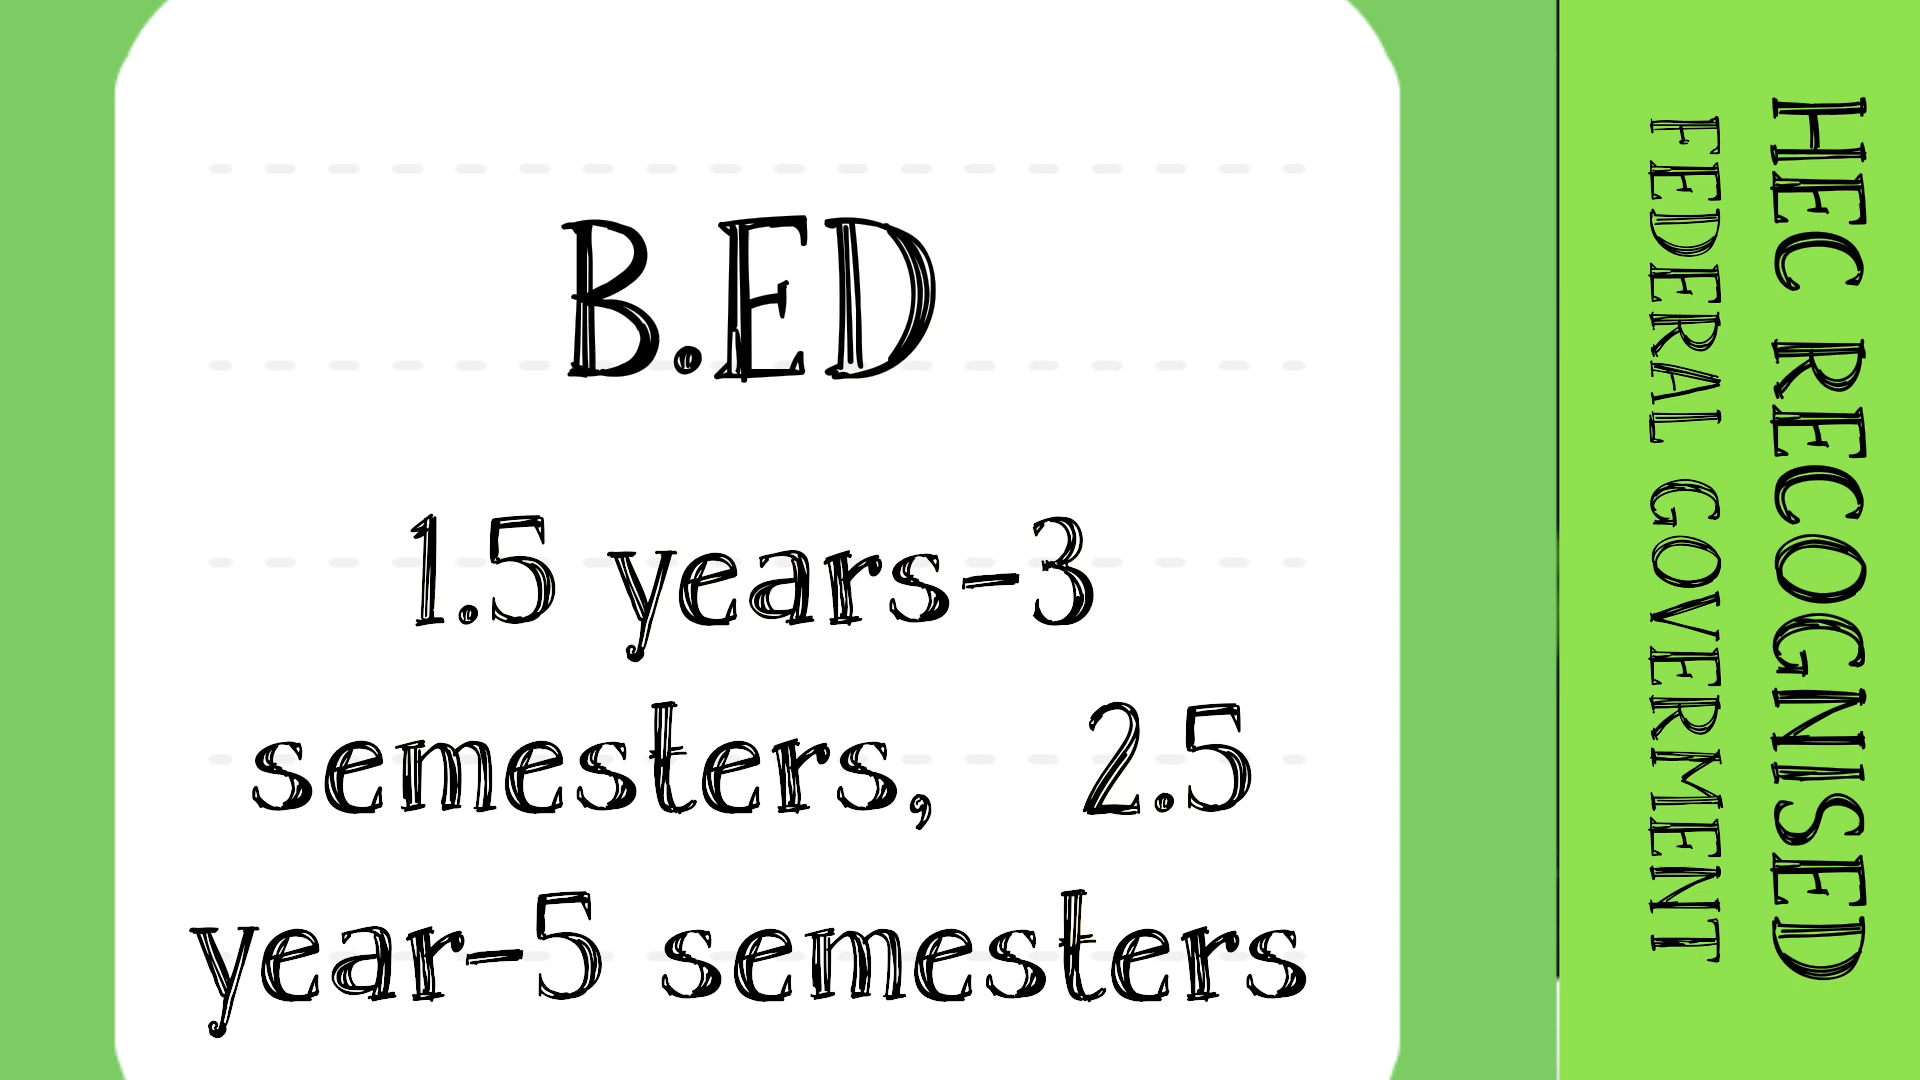 B.ED
1.5 years-3
semesters, 2.5
year-5 semesters
HEC RECOGNISED
FEDERAL GOVERMENT